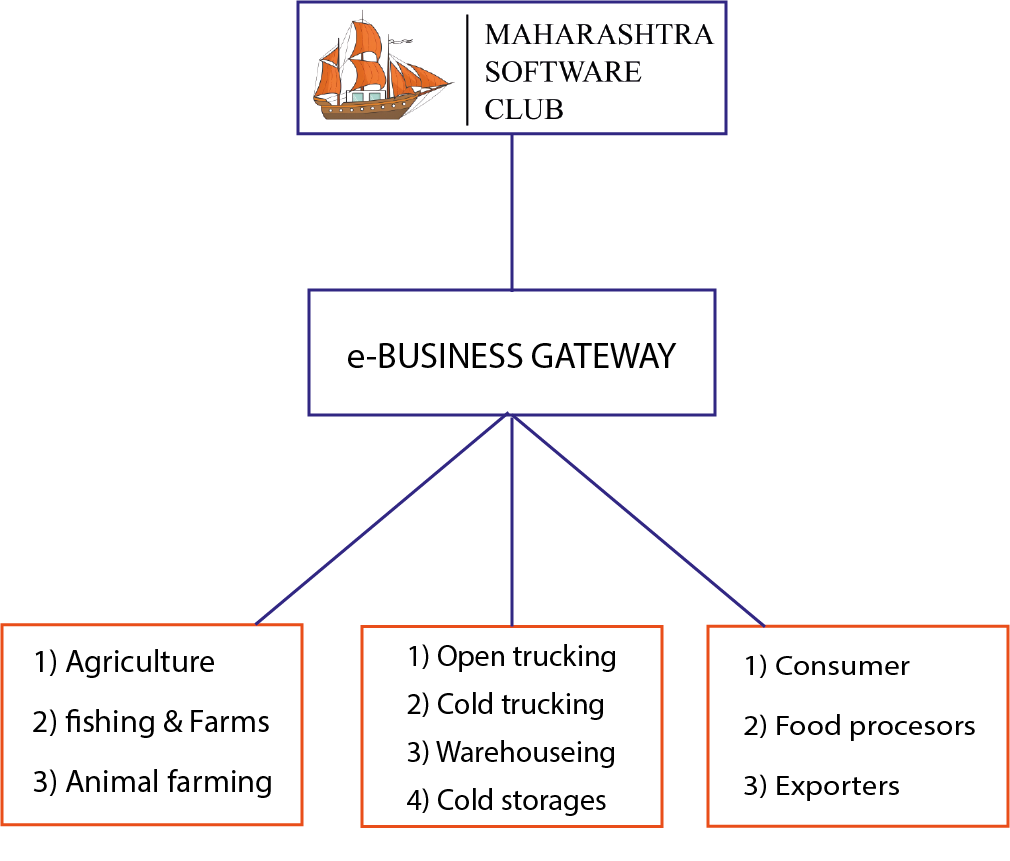 MAHARASHTRA
SOFTWARE
CLUB
e-BUSINESS GATEWAY
1) Agriculture
2) fishing & Farms
3) Animal farming
1) Open trucking
2) Cold trucking
3) Warehouseing
4) Cold storages
1) Consumer
2) Food procesors
3) Exporters